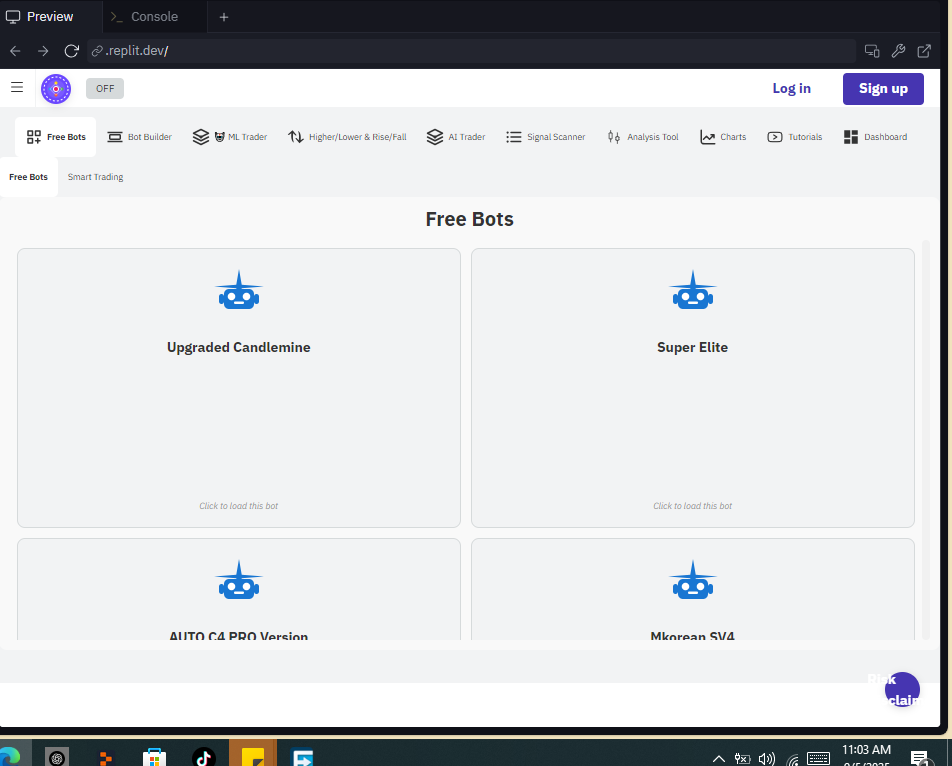 Preview
Console
.replit.dev/
OFF
Log in
Sign up
Free Bots
Bot Builder
ML Trader
Higher/Lower & Rise/Fall
AI Trader
Signal Scanner
Analysis Tool
Charts
Tutorials
Dashboard
Free Bots
Smart Trading
Free Bots
Upgraded Candlemine
Super Elite
Click to load this bot
Click to load this bot
AUTO C4 PRO Version
Mkorean SV4
11:03 AM